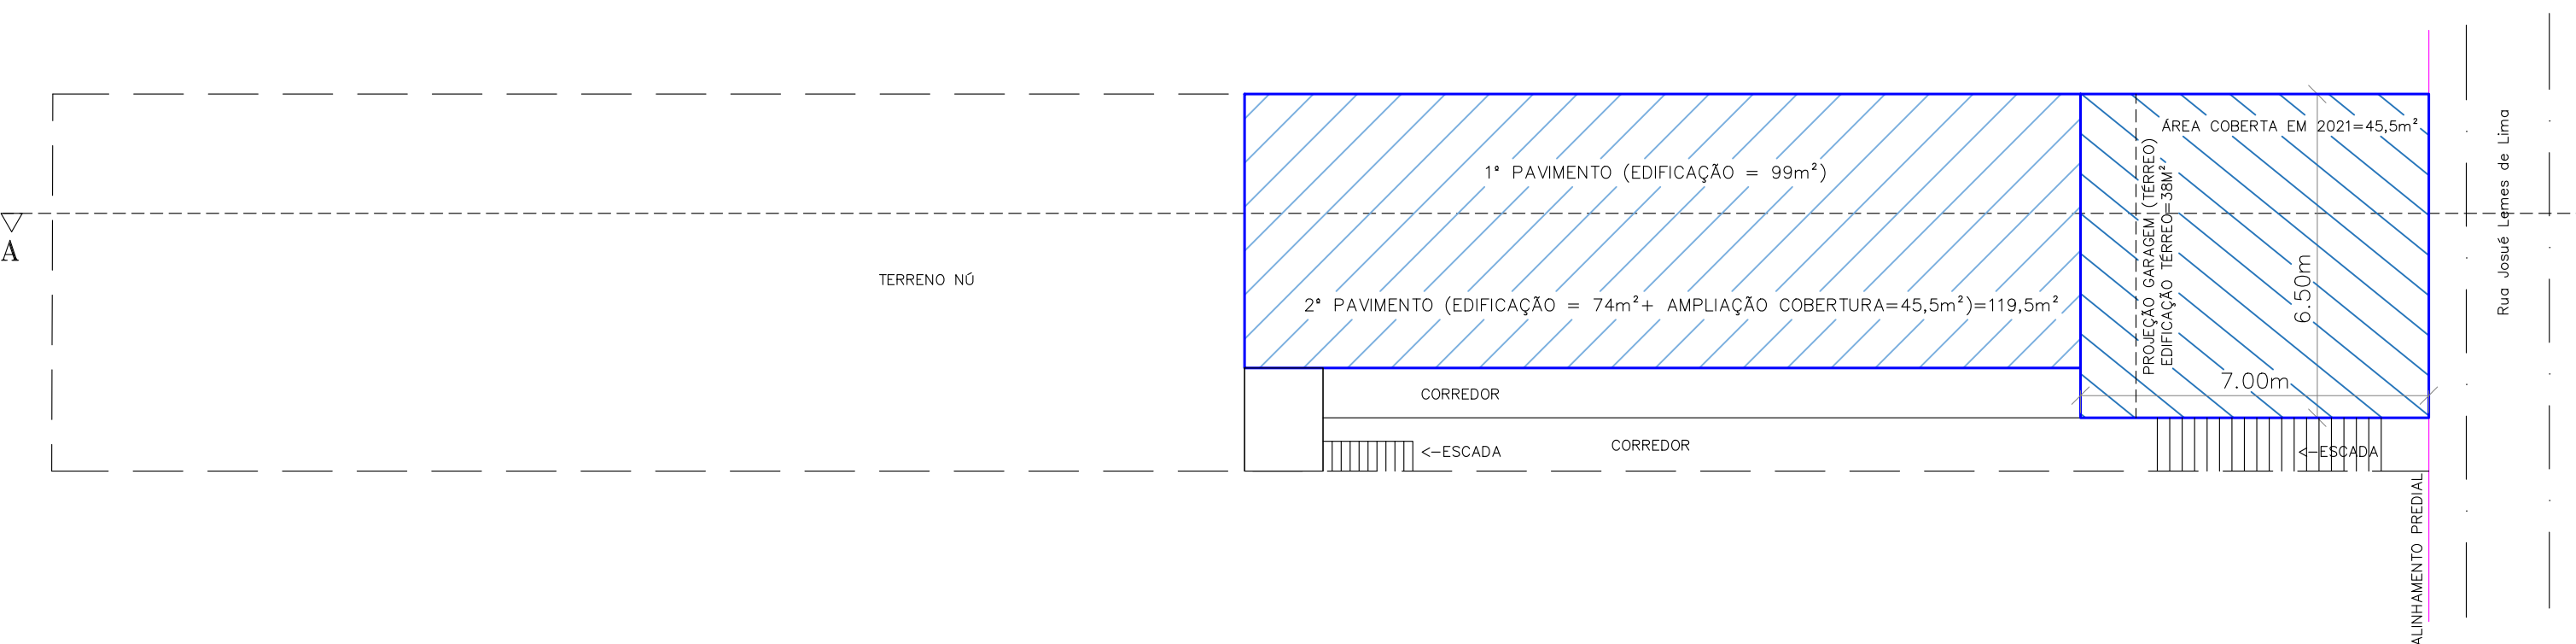 ÁREA COBERTA EM 2021=45,5m²
1º PAVIMENTO (EDIFICAÇÃO = 99m²)
PROJEÇÃO GARAGEM (TÉRREO)
EDIFICAÇÃO TÉRREO=38M²
Rua Josué Lemes de Lima
A
TERRENO NÚ
2º PAVIMENTO (EDIFICAÇÃO = 74m²+ AMPLIAÇÃO COBERTURA=45,5m²)=119,5m²
6.50m
7.00m
CORREDOR
CORREDOR
<-ESCADA
<-ESCADA
ALINHAMENTO PREDIAL